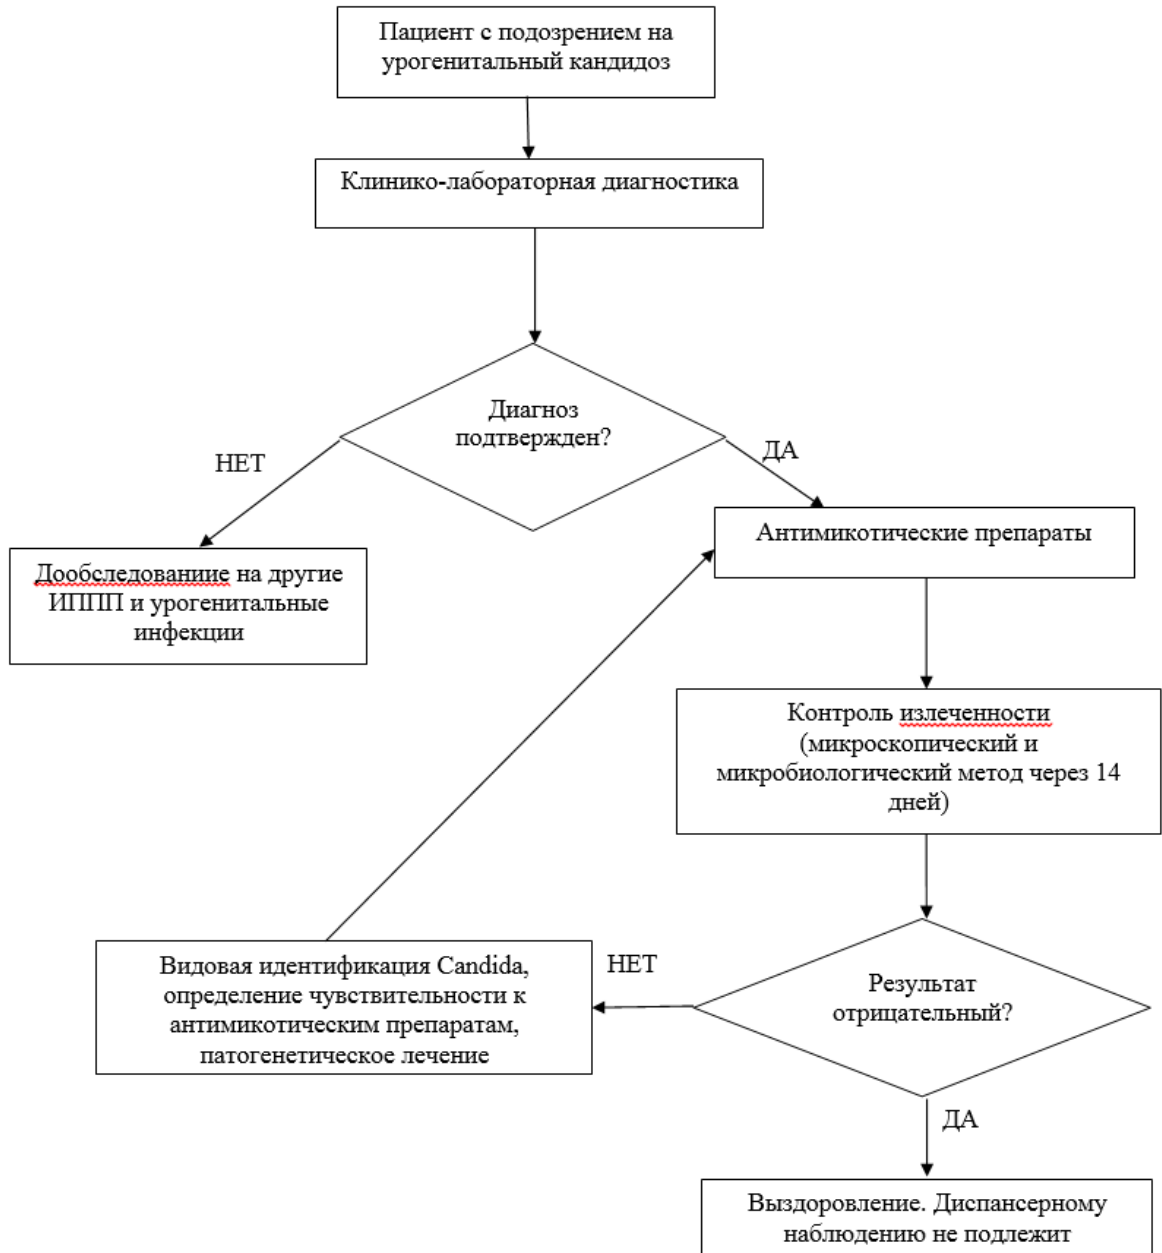 Пациент с подозрением на
урогенитальный кандидоз
Клинико-лабораторная диагностика
Диагноз
подтвержден?
НЕТ
ДА
Антимикотические препараты
Дообследованиие на другие
ИППП и урогенитальные
инфекции
Контроль излеченности
(микроскопический и
микробиологический метод через 14
дней)
Видовая идентификация Candida,
определение чувствительности к
антимикотическим препаратам,
патогенетическое лечение
НЕТ
Результат
отрицательный?
ДА
Выздоровление. Диспансерному
наблюдению не подлежит